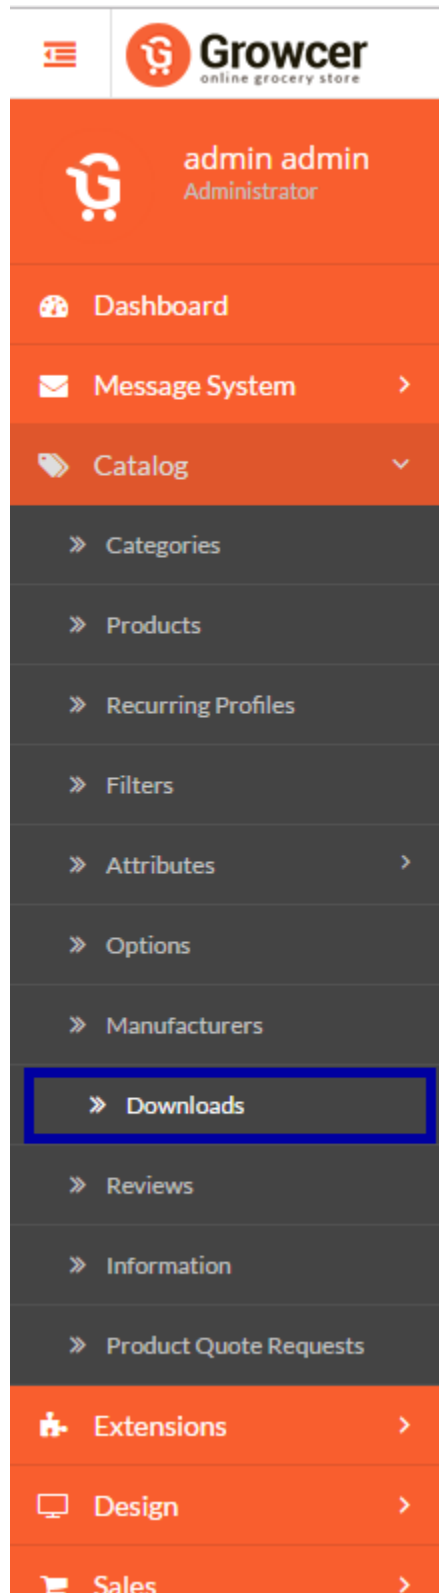 Growcer
online grocery store
admin admin
Administrator
Dashboard
Message System
Catalog
Categories
Products
Recurring Profiles
Filters
Attributes
Options
Manufacturers
Downloads
Reviews
Information
Product Quote Requests
Extensions
Design
Sales